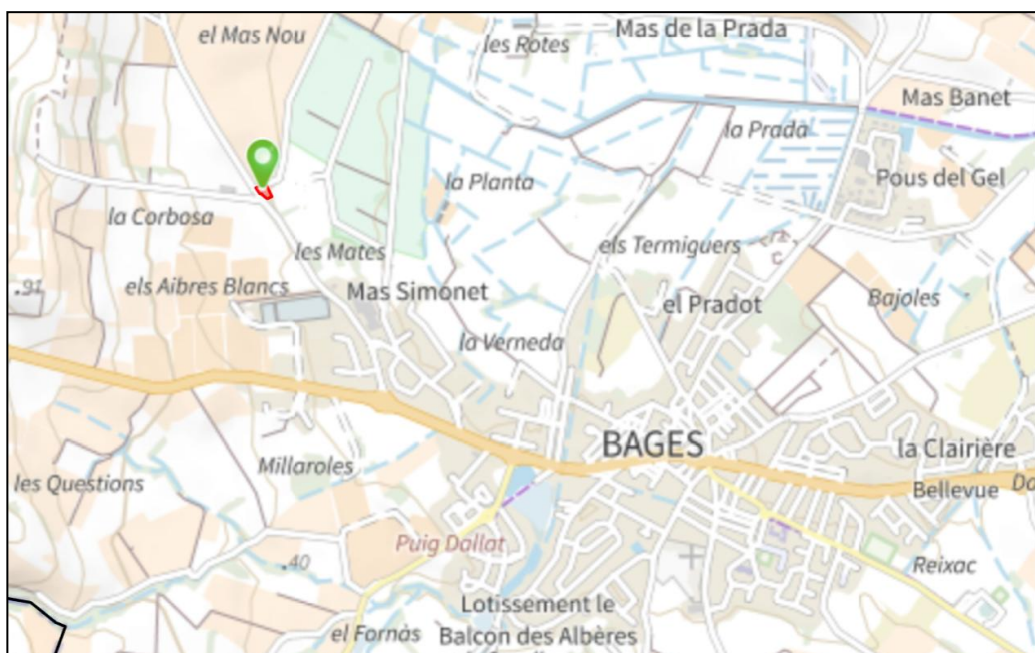 el Mas Nou
les Rotes
Mas de la Prada
Mas Banet
la Prada
la Planta
Pous del Gel
la Corbosa
les Mates
els Termiguers
.91
els Aibres Blancs
Mas Simonet
el Pradot
Bajoles
la Verneda
BAGES
la Clairière
Millaroles
les Questions
Bellevue
Puig Dallat
.40
Reixac
Lotissement le
Balcon des Albères
el Fornàs